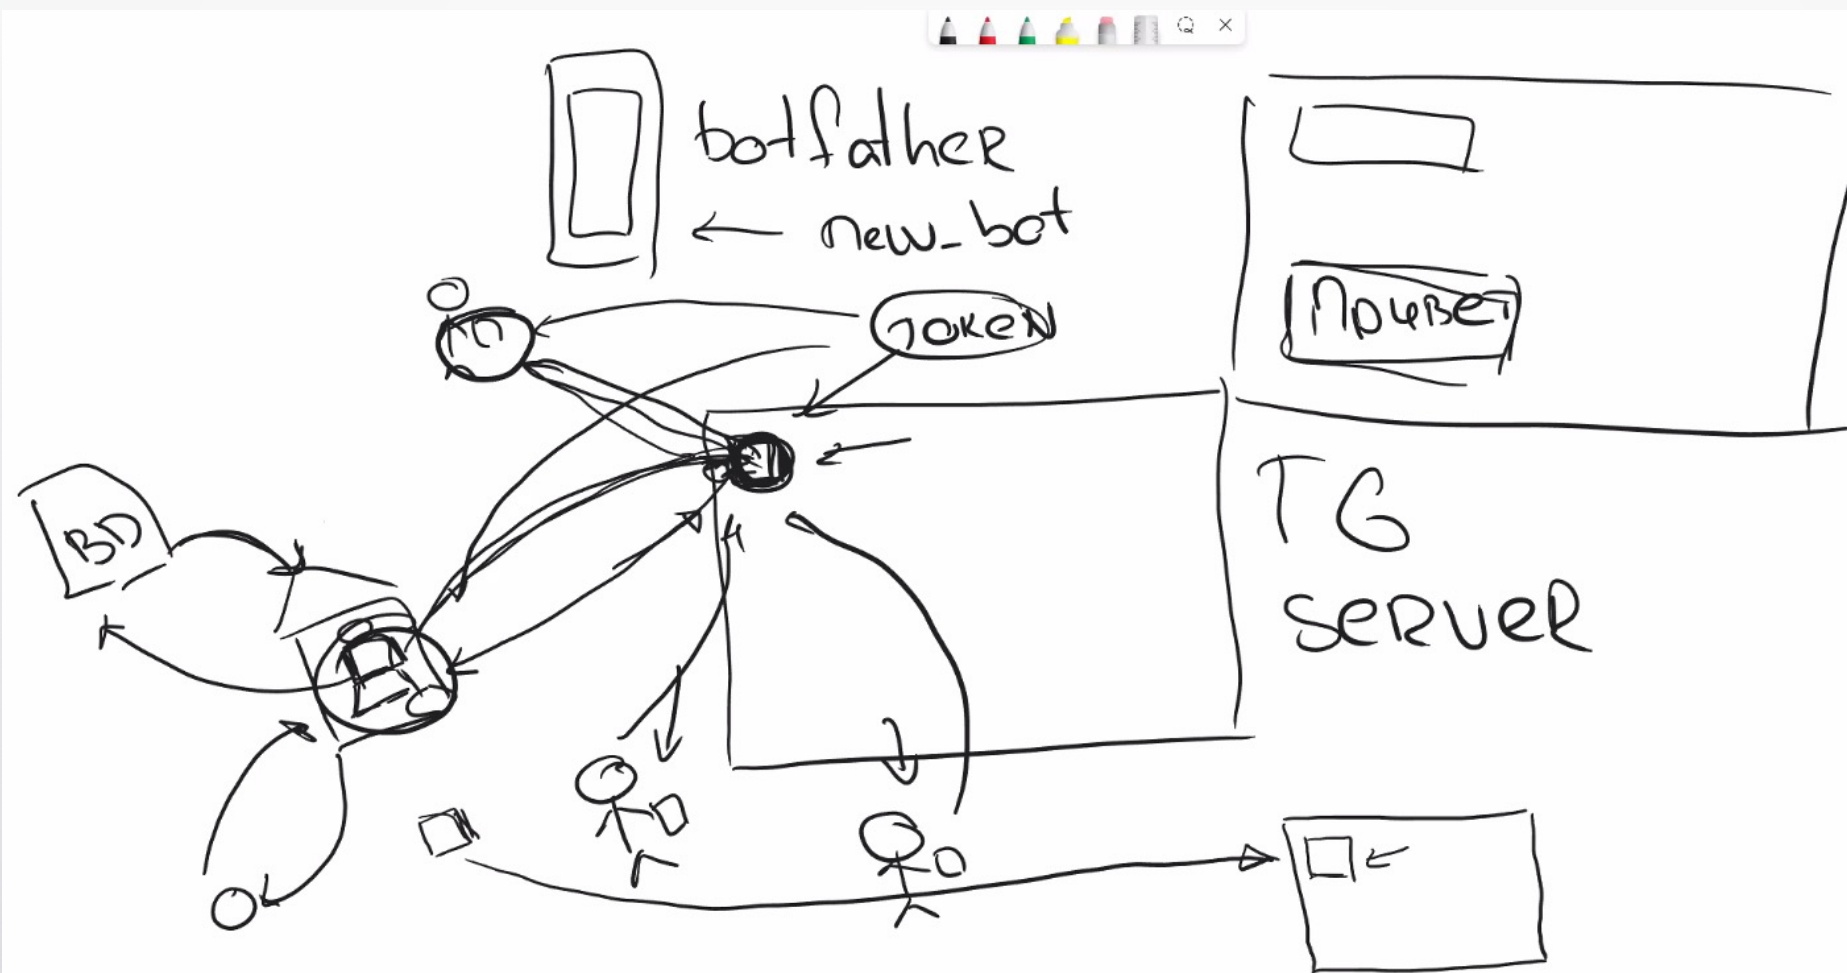 botfather
new_bot
TOKEN
Привет
BD
TG
SERVER